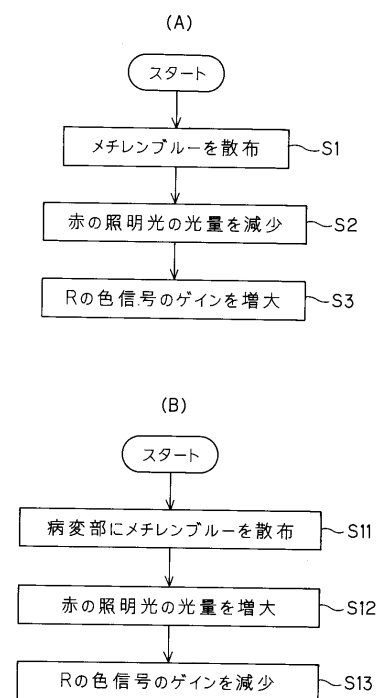 (A)
スタート
メチレンブルーを散布
S1
赤の照明光の光量を減少
S2
Rの色信号のゲインを増大
S3
(B)
スタート
病変部にメチレンブルーを散布
S11
赤の照明光の光量を増大
S12
Rの色信号のゲインを減少
S13